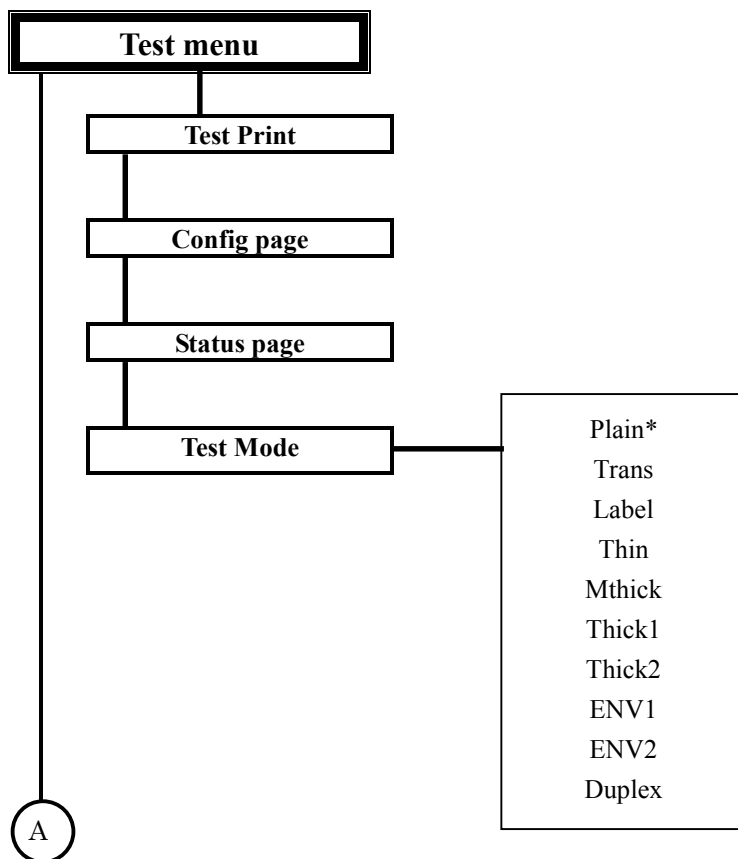 Test menu
Test Print
Config page
Status page
Test Mode
Plain*
Trans
Label
Thin
Mthick
Thick1
Thick2
ENV1
ENV2
Duplex
A